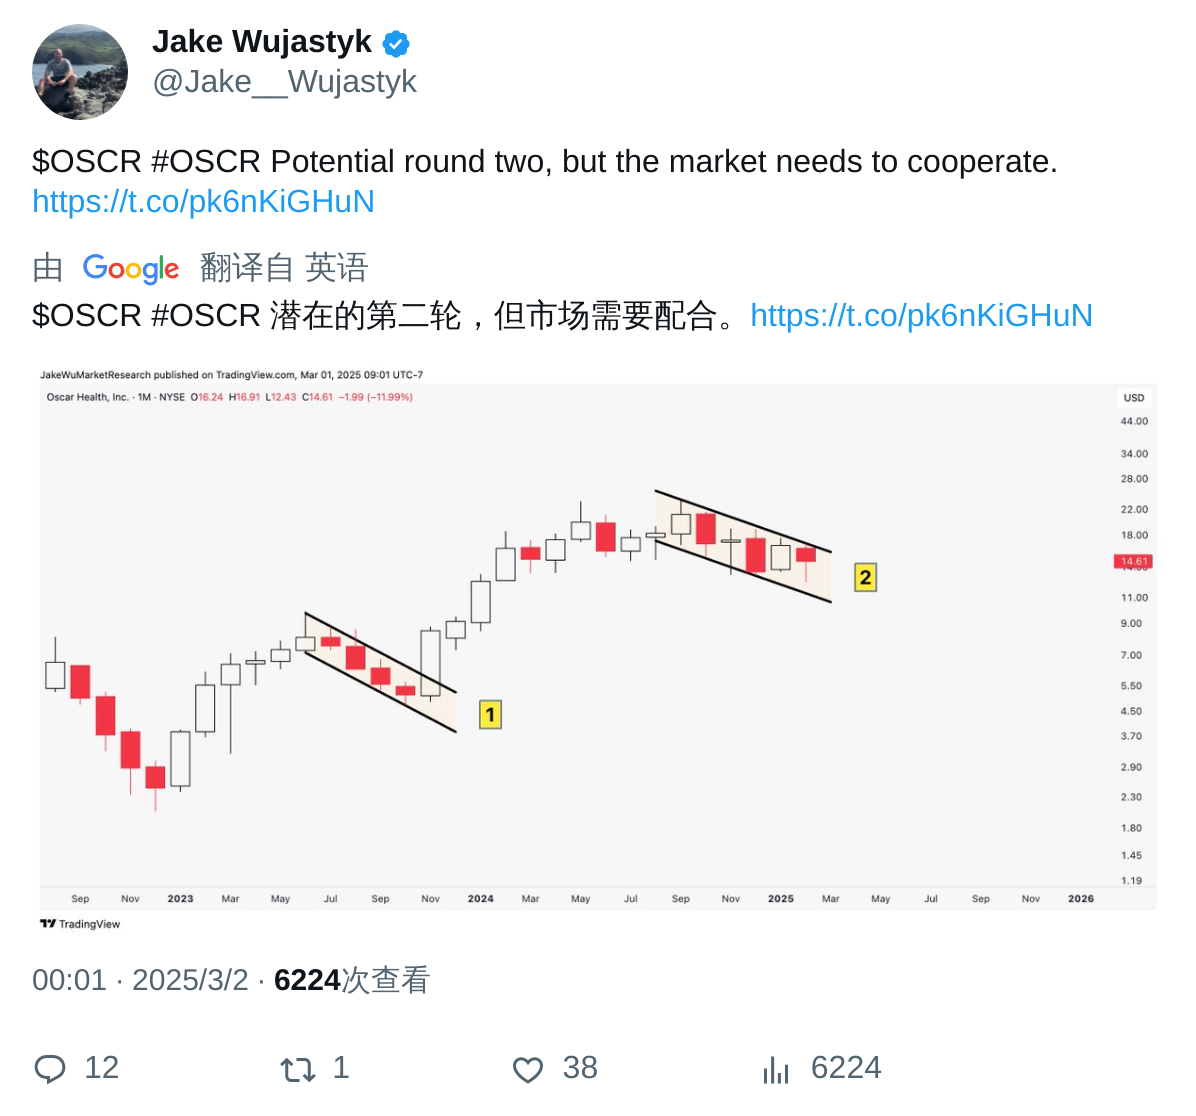 Jake Wujastyk
@Jake__Wujastyk
$OSCR #OSCR Potential round two, but the market needs to cooperate.
https://t.co/pk6nKiGHuN
由 Google 翻译自 英语
$OSCR #OSCR 潜在的第二轮，但市场需要配合。https://t.co/pk6nKiGHuN
JakeWuMarketResearch published on TradingView.com, Mar 01, 2025 09:01 UTC-7
Oscar Health, Inc. · 1M · NYSE O16.24 H16.91 L12.43 C14.61 −1.99 (−11.99%)
USD
44.00
34.00
28.00
22.00
18.00
14.61
11.00
9.00
7.00
5.50
4.50
3.70
2.90
2.30
1.80
1.45
1.19
2
1
Sep Nov 2023 Mar May Jul Sep Nov 2024 Mar May Jul Sep Nov 2025 Mar May Jul Sep Nov 2026
TradingView
00:01 · 2025/3/2 · 6224次查看
12 1 38 6224